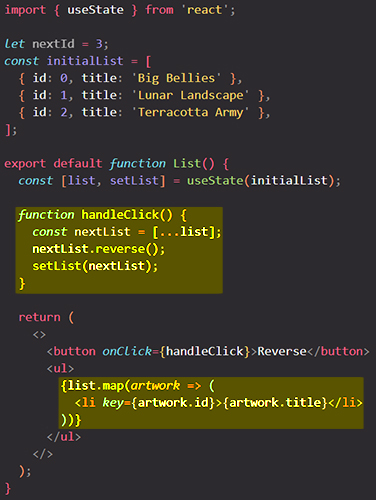 import { useState } from 'react';
let nextId = 3;
const initialList = [
{ id: 0, title: 'Big Bellies' },
{ id: 1, title: 'Lunar Landscape' },
{ id: 2, title: 'Terracotta Army' },
];
export default function List() {
const [list, setList] = useState(initialList);
function handleClick() {
const nextList = [...list];
nextList.reverse();
setList(nextList);
}
return (
<>
<button onClick={handleClick}>Reverse</button>
<ul>
{list.map(artwork => (
<li key={artwork.id}>{artwork.title}</li>
))}
</ul>
</>
);
}